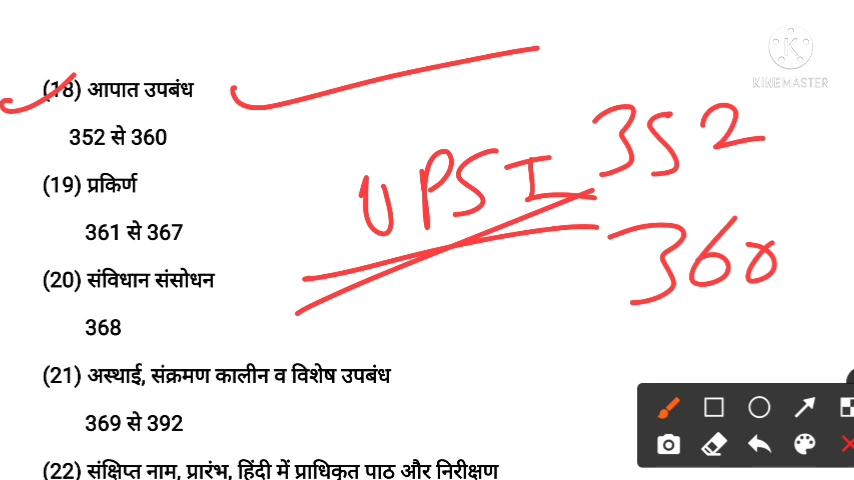 KINEMASTER
(18) आपात उपबंध
352 से 360
UPSI 352
360
(19) प्रकिर्ण
361 से 367
(20) संविधान संसोधन
368
(21) अस्थाई, संक्रमण कालीन व विशेष उपबंध
369 से 392
(22) संक्षिप्त नाम, प्रारंभ, हिंदी में प्राधिकृत पाठ और निरीक्षण